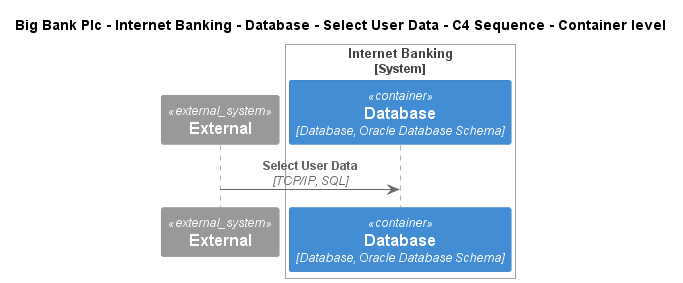 Big Bank Plc - Internet Banking - Database - Select User Data - C4 Sequence - Container level
Internet Banking
[System]
«external_system»
External
«container»
Database
[Database, Oracle Database Schema]
Select User Data
[TCP/IP, SQL]
«external_system»
External
«container»
Database
[Database, Oracle Database Schema]